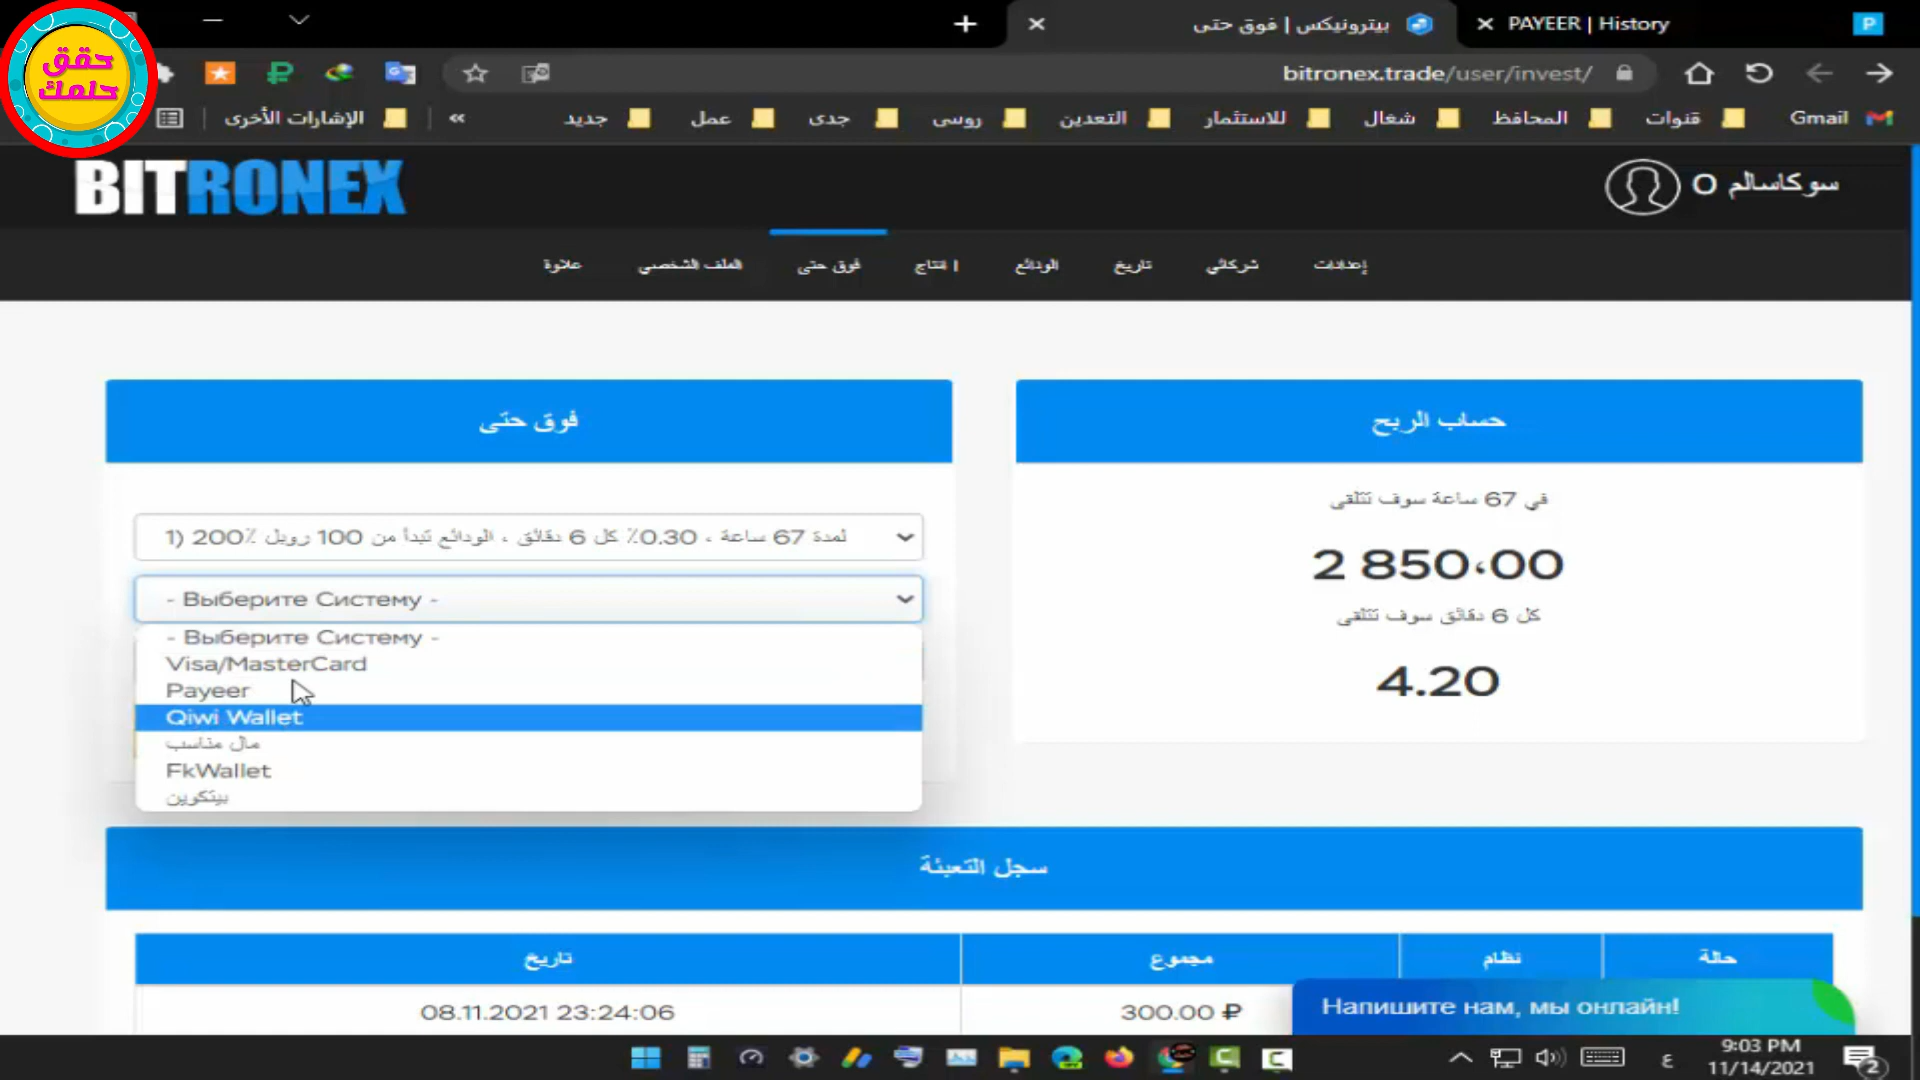 حقق
حلمك
بيترونيكس | فوق حتى
PAYEER | History
bitronex.trade/user/invest/
Gmail
قنوات
المحافظ
شغال
للاستثمار
التعدين
روسى
جدى
عمل
جديد
«
الإشارات الأخرى
BITRONEX
سوكاسالم O
إعدادات
شركائي
تاريخ
الودائع
انتاج
فوق حتى
الملف الشخصي
علاوة
حساب الربح
في 67 ساعة سوف تتلقى
2 850،00
كل 6 دقائق سوف تتلقى
4.20
فوق حتى
1) 200٪ لمدة 67 ساعة ، 0.30٪ كل 6 دقائق ، الودائع تبدأ من 100 روبل
- Выберите Систему -
- Выберите Систему -
Visa/MasterCard
Payeer
Qiwi Wallet
مال مناسب
FkWallet
بيتكوين
سجل التعبئة
حالة
نظام
مجموع
تاريخ
300.00 ₽
08.11.2021 23:24:06
Напишите нам, мы онлайн!
ع
9:03 PM
11/14/2021
2